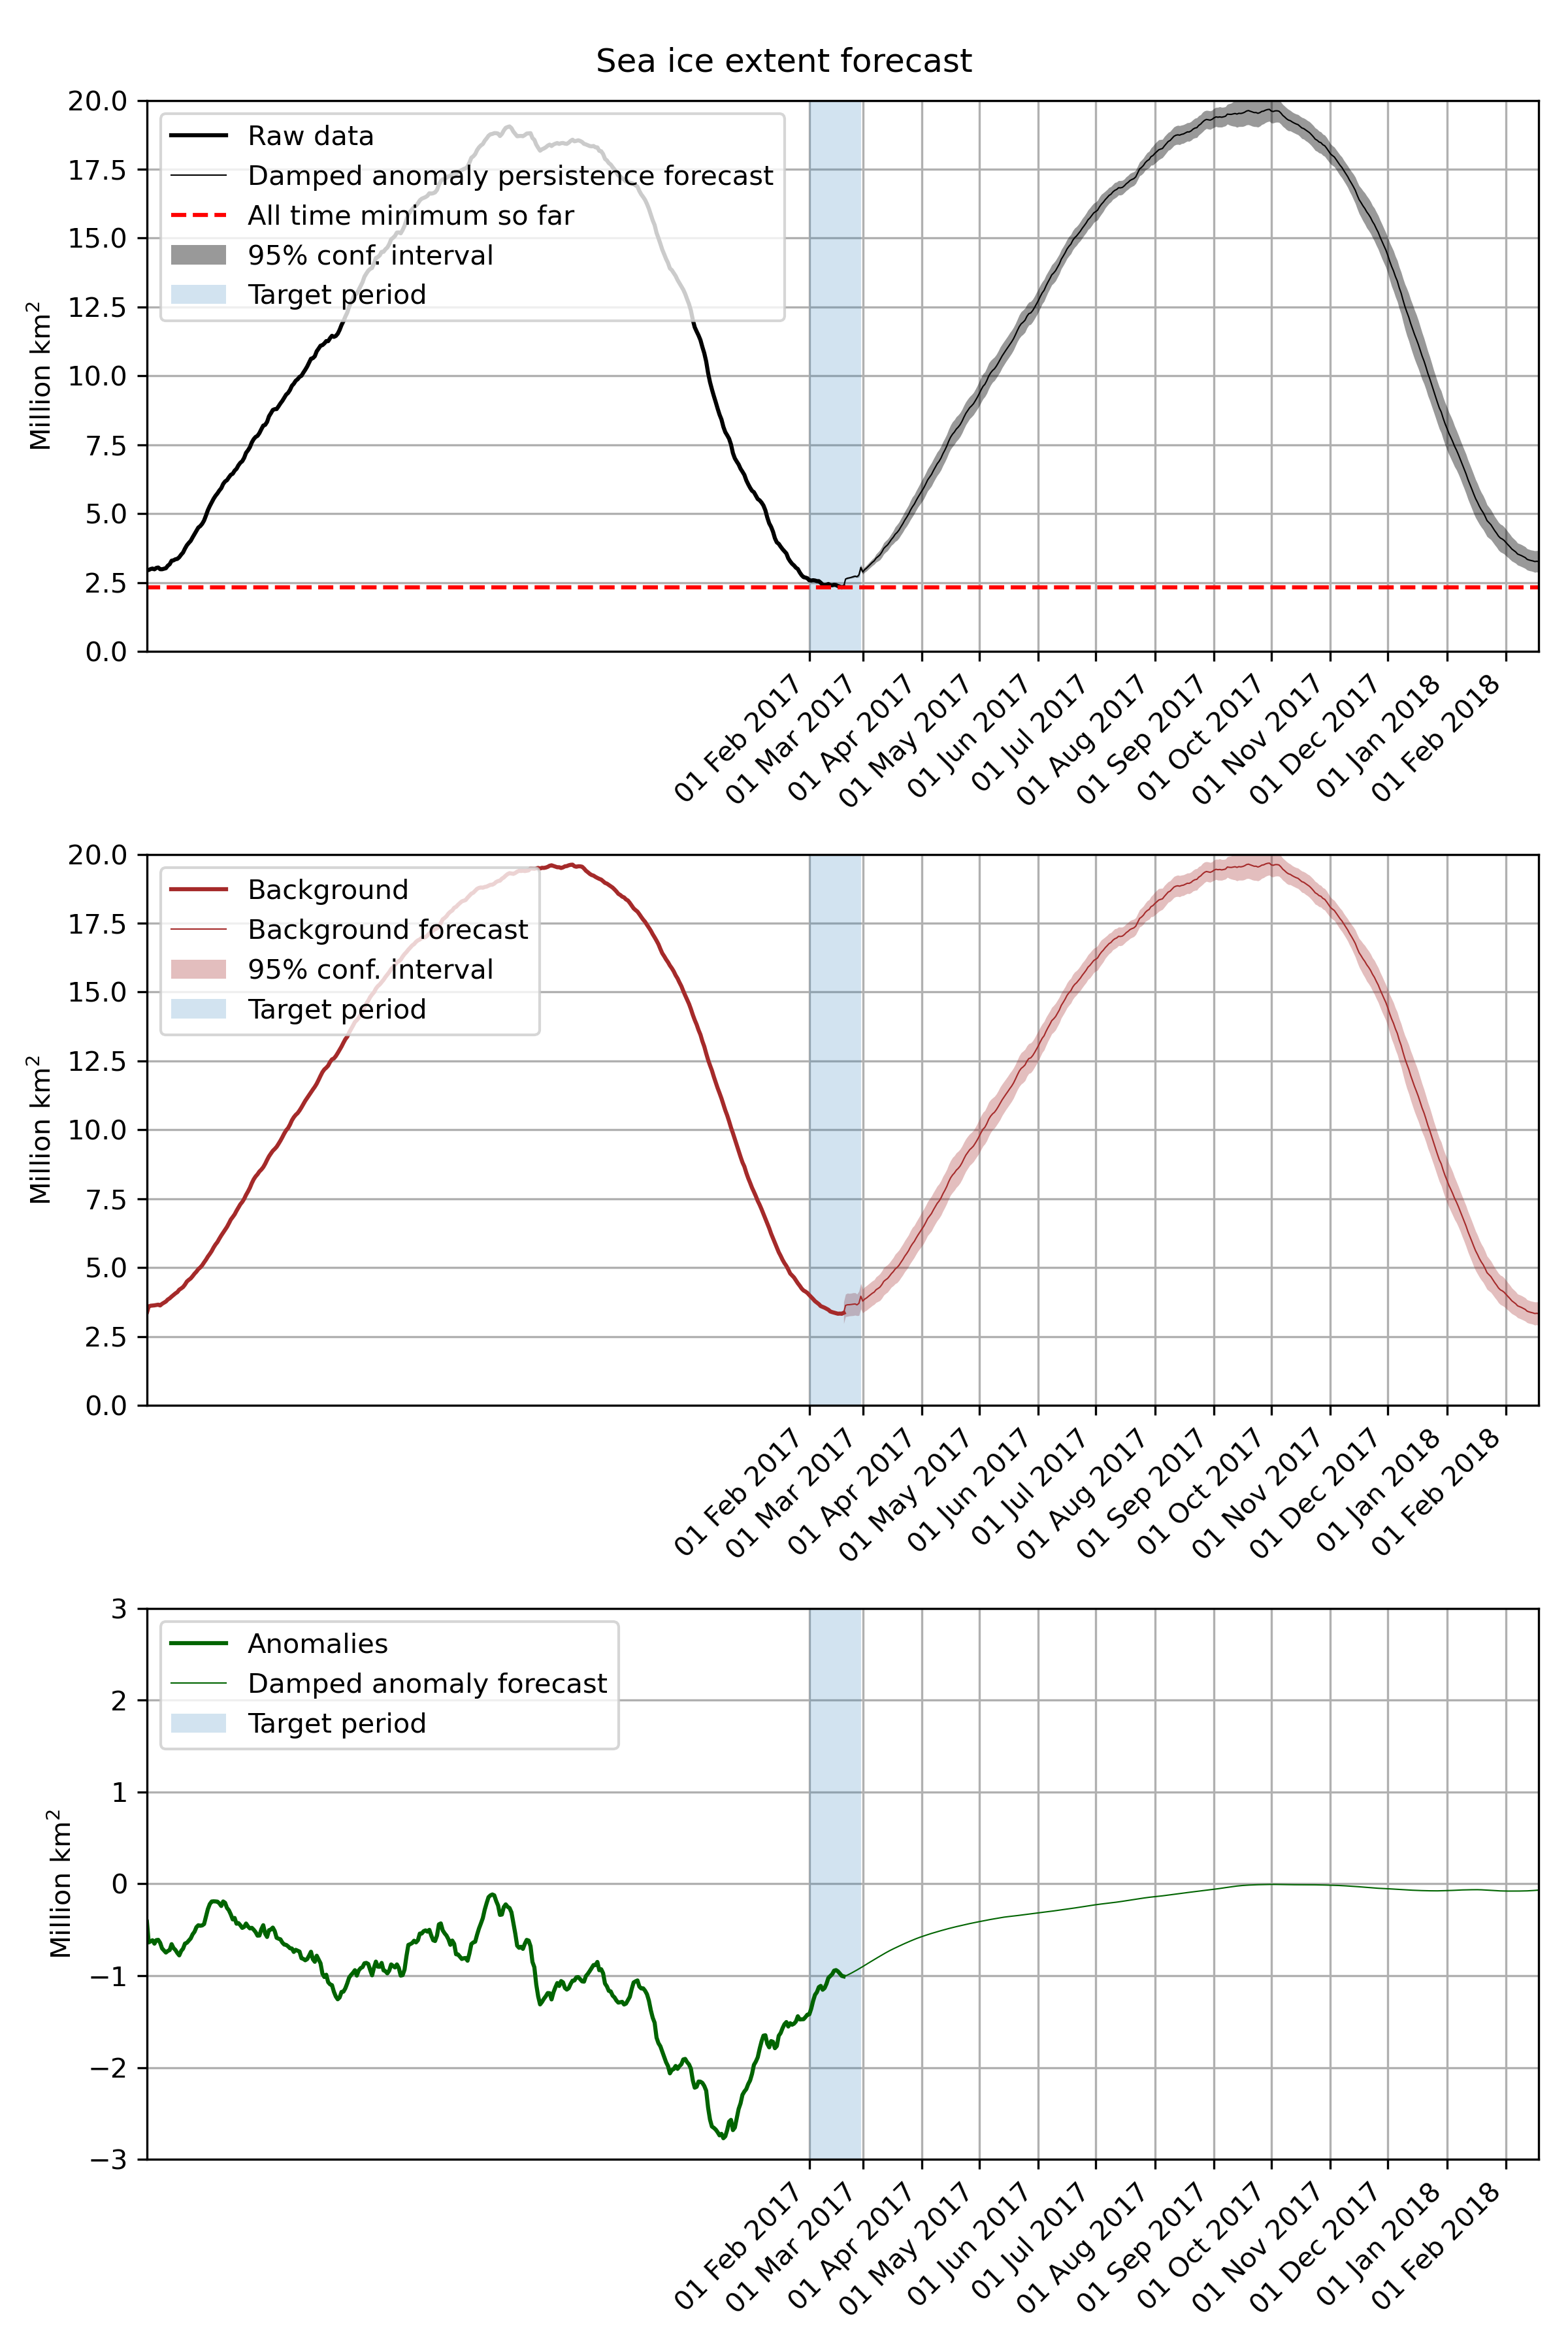 Sea ice extent forecast
20.0
17.5
15.0
12.5
10.0
7.5
5.0
2.5
0.0
Million km²
Raw data
Damped anomaly persistence forecast
All time minimum so far
95% conf. interval
Target period
01 Feb 2017
01 Mar 2017
01 Apr 2017
01 May 2017
01 Jun 2017
01 Jul 2017
01 Aug 2017
01 Sep 2017
01 Oct 2017
01 Nov 2017
01 Dec 2017
01 Jan 2018
01 Feb 2018
20.0
17.5
15.0
12.5
10.0
7.5
5.0
2.5
0.0
Million km²
Background
Background forecast
95% conf. interval
Target period
01 Feb 2017
01 Mar 2017
01 Apr 2017
01 May 2017
01 Jun 2017
01 Jul 2017
01 Aug 2017
01 Sep 2017
01 Oct 2017
01 Nov 2017
01 Dec 2017
01 Jan 2018
01 Feb 2018
3
2
1
0
−1
−2
−3
Million km²
Anomalies
Damped anomaly forecast
Target period
01 Feb 2017
01 Mar 2017
01 Apr 2017
01 May 2017
01 Jun 2017
01 Jul 2017
01 Aug 2017
01 Sep 2017
01 Oct 2017
01 Nov 2017
01 Dec 2017
01 Jan 2018
01 Feb 2018